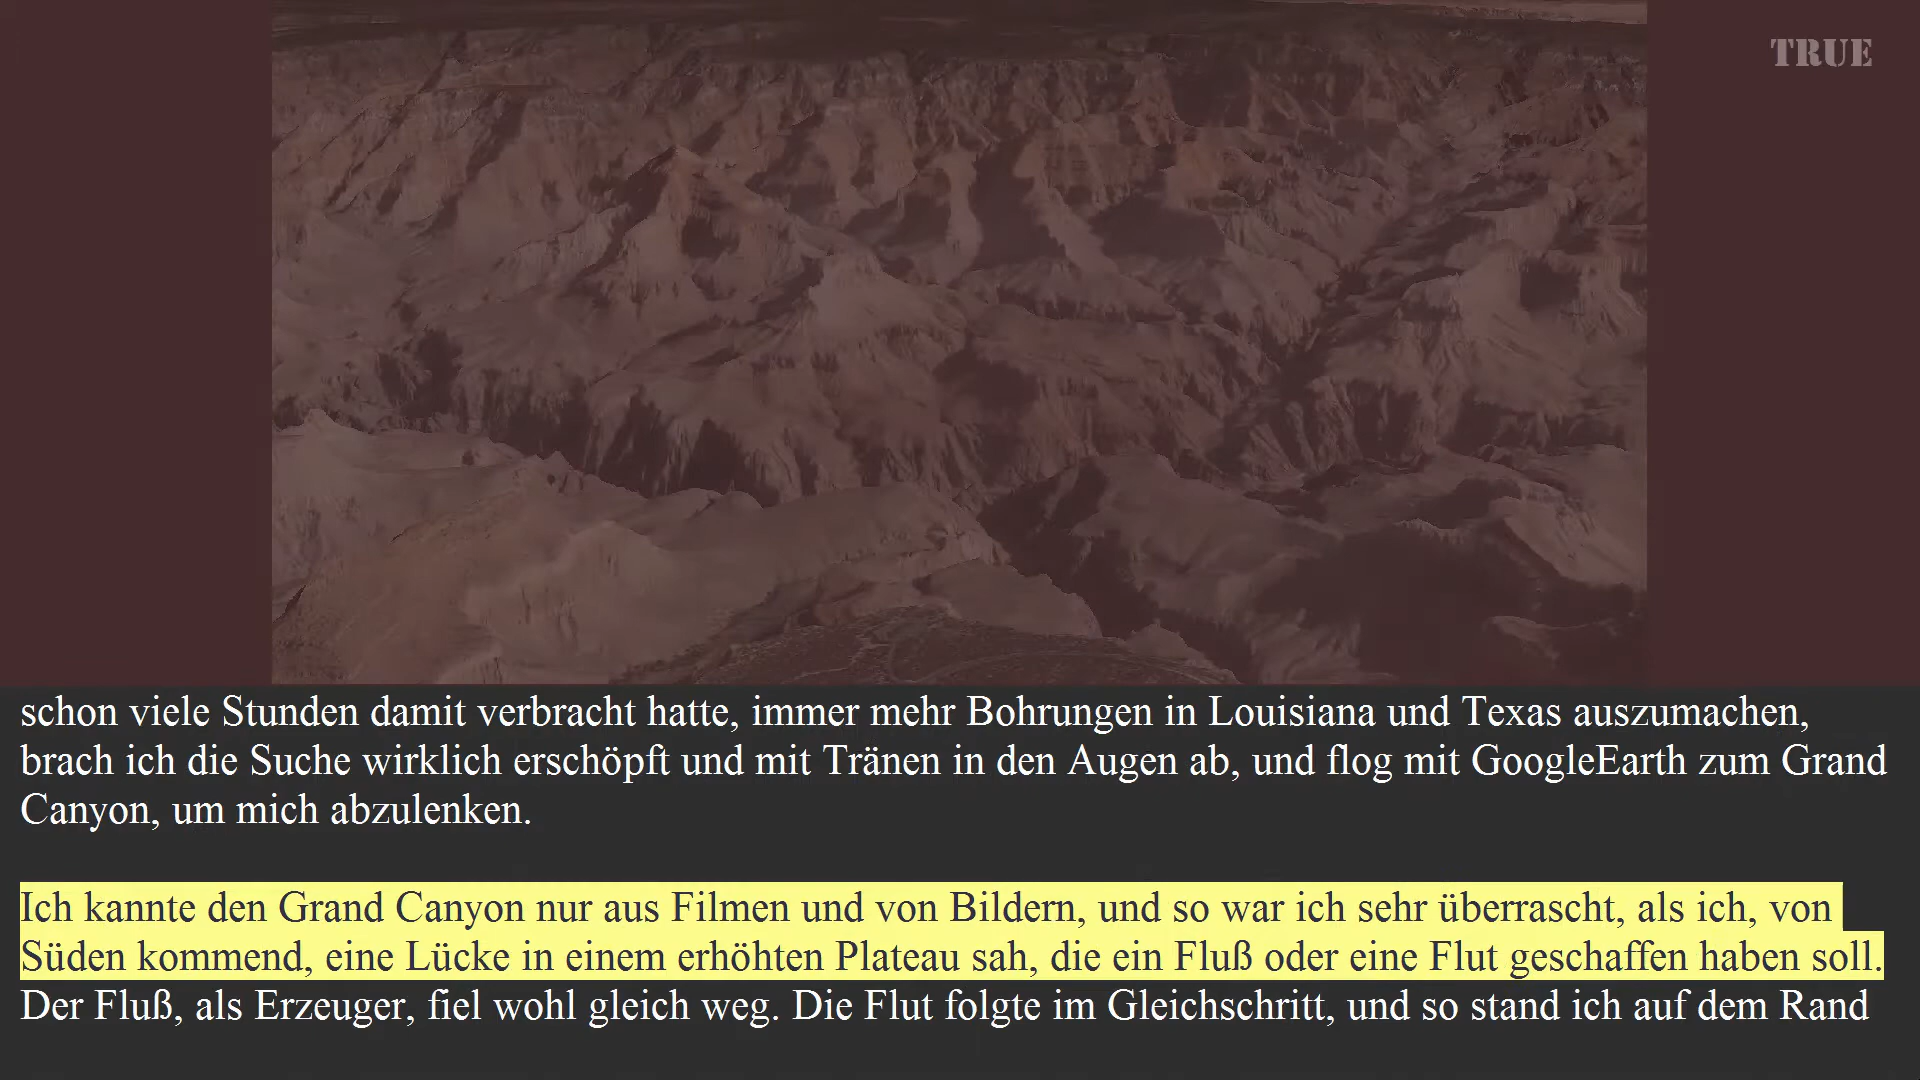 TRUE
schon viele Stunden damit verbracht hatte, immer mehr Bohrungen in Louisiana und Texas auszumachen,
brach ich die Suche wirklich erschöpft und mit Tränen in den Augen ab, und flog mit GoogleEarth zum Grand
Canyon, um mich abzulenken.
Ich kannte den Grand Canyon nur aus Filmen und von Bildern, und so war ich sehr überrascht, als ich, von
Süden kommend, eine Lücke in einem erhöhten Plateau sah, die ein Fluß oder eine Flut geschaffen haben soll.
Der Fluß, als Erzeuger, fiel wohl gleich weg. Die Flut folgte im Gleichschritt, und so stand ich auf dem Rand